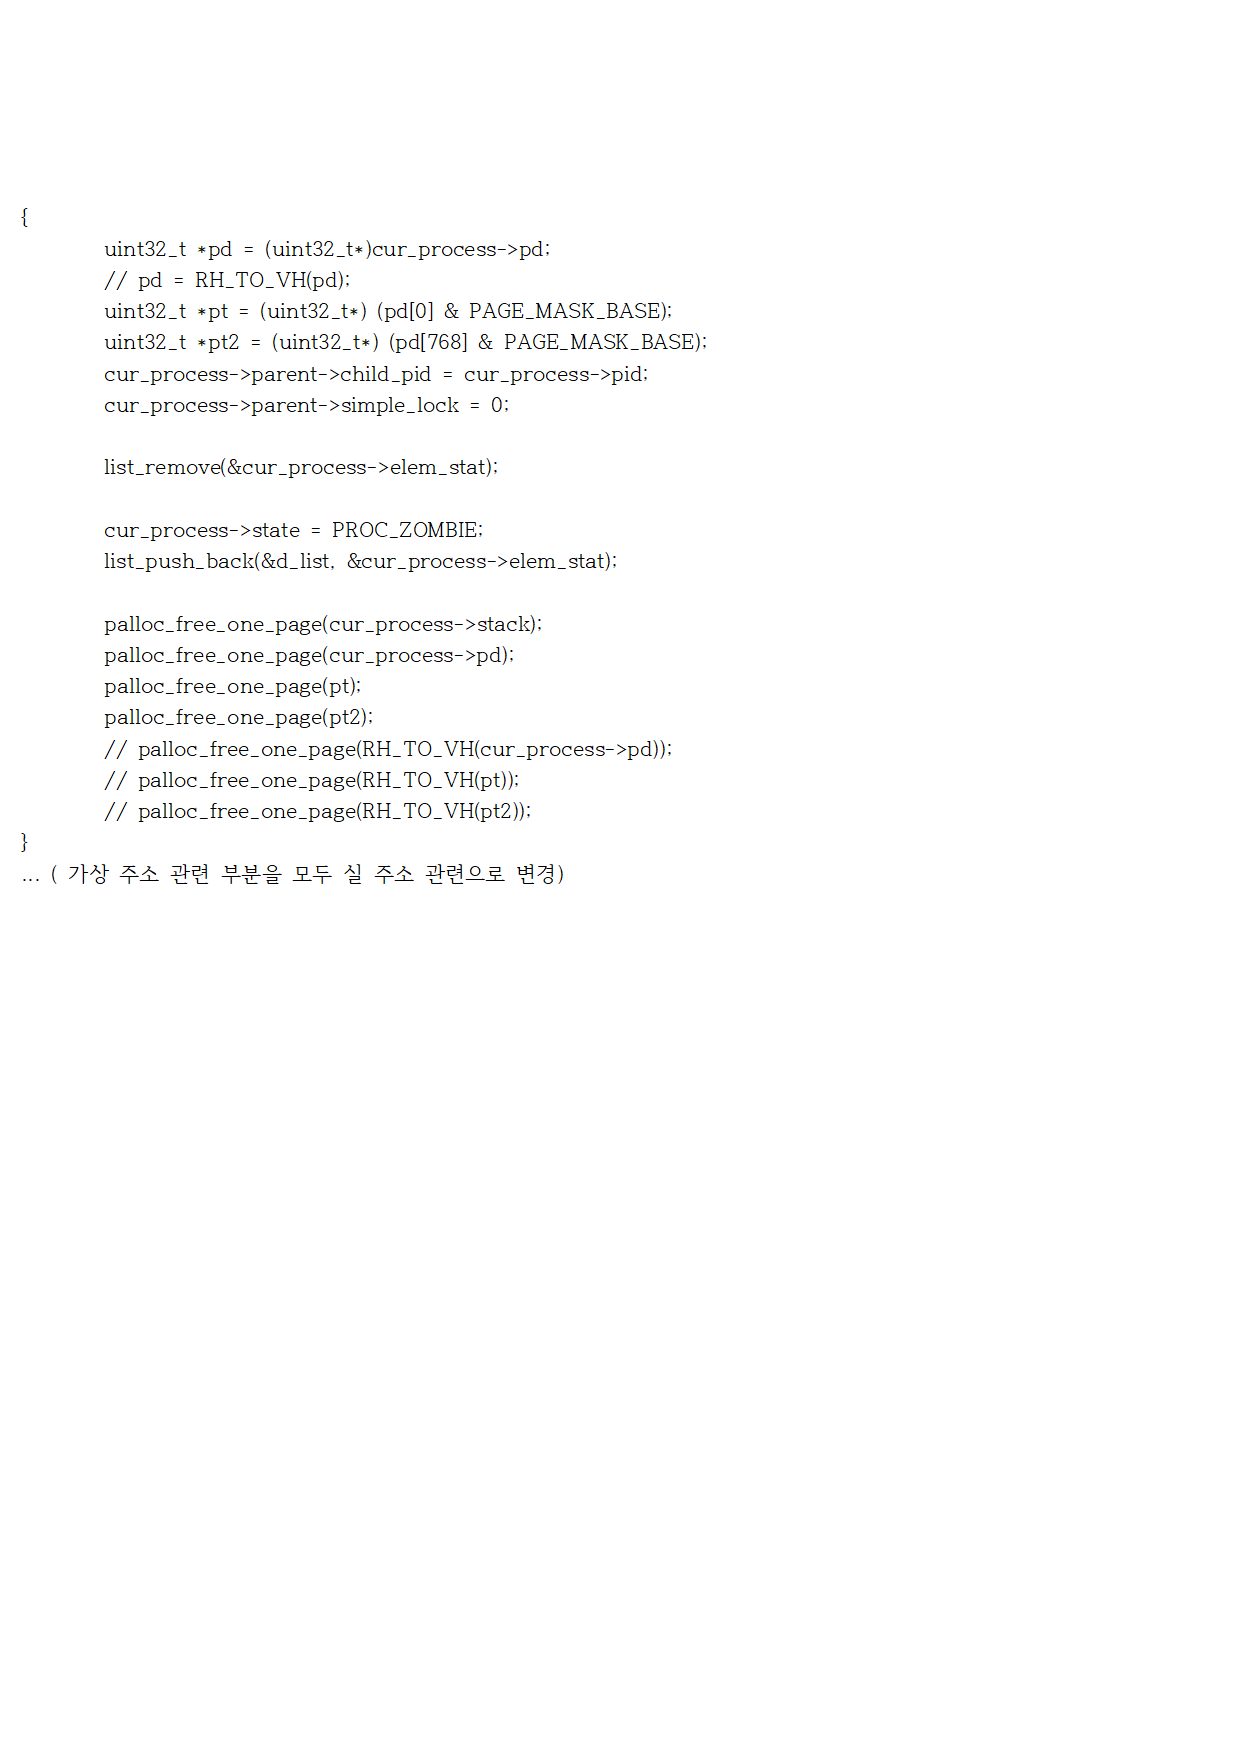 {
uint32_t *pd = (uint32_t*)cur_process->pd;
// pd = RH_TO_VH(pd);
uint32_t *pt = (uint32_t*) (pd[0] & PAGE_MASK_BASE);
uint32_t *pt2 = (uint32_t*) (pd[768] & PAGE_MASK_BASE);
cur_process->parent->child_pid = cur_process->pid;
cur_process->parent->simple_lock = 0;
list_remove(&cur_process->elem_stat);
cur_process->state = PROC_ZOMBIE;
list_push_back(&d_list, &cur_process->elem_stat);
palloc_free_one_page(cur_process->stack);
palloc_free_one_page(cur_process->pd);
palloc_free_one_page(pt);
palloc_free_one_page(pt2);
// palloc_free_one_page(RH_TO_VH(cur_process->pd));
// palloc_free_one_page(RH_TO_VH(pt));
// palloc_free_one_page(RH_TO_VH(pt2));
}
... ( 가상 주소 관련 부분을 모두 실 주소 관련으로 변경)